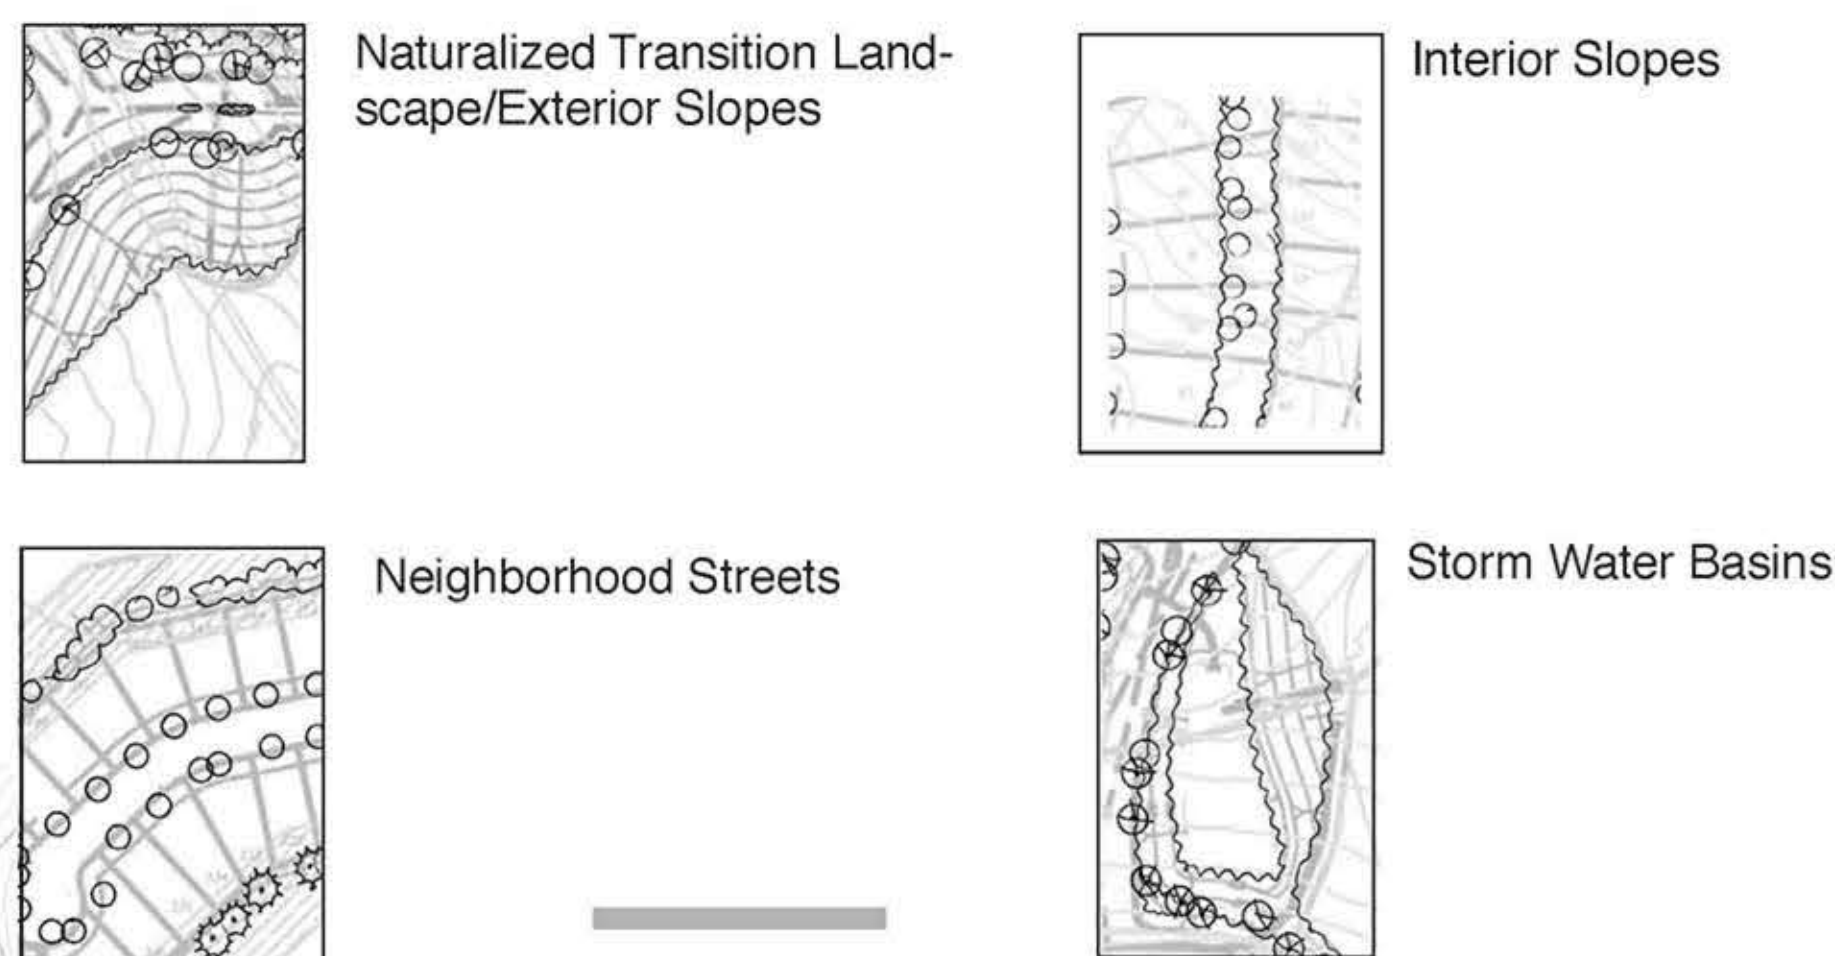 Naturalized Transition Land-
scape/Exterior Slopes
Interior Slopes
Neighborhood Streets
Storm Water Basins